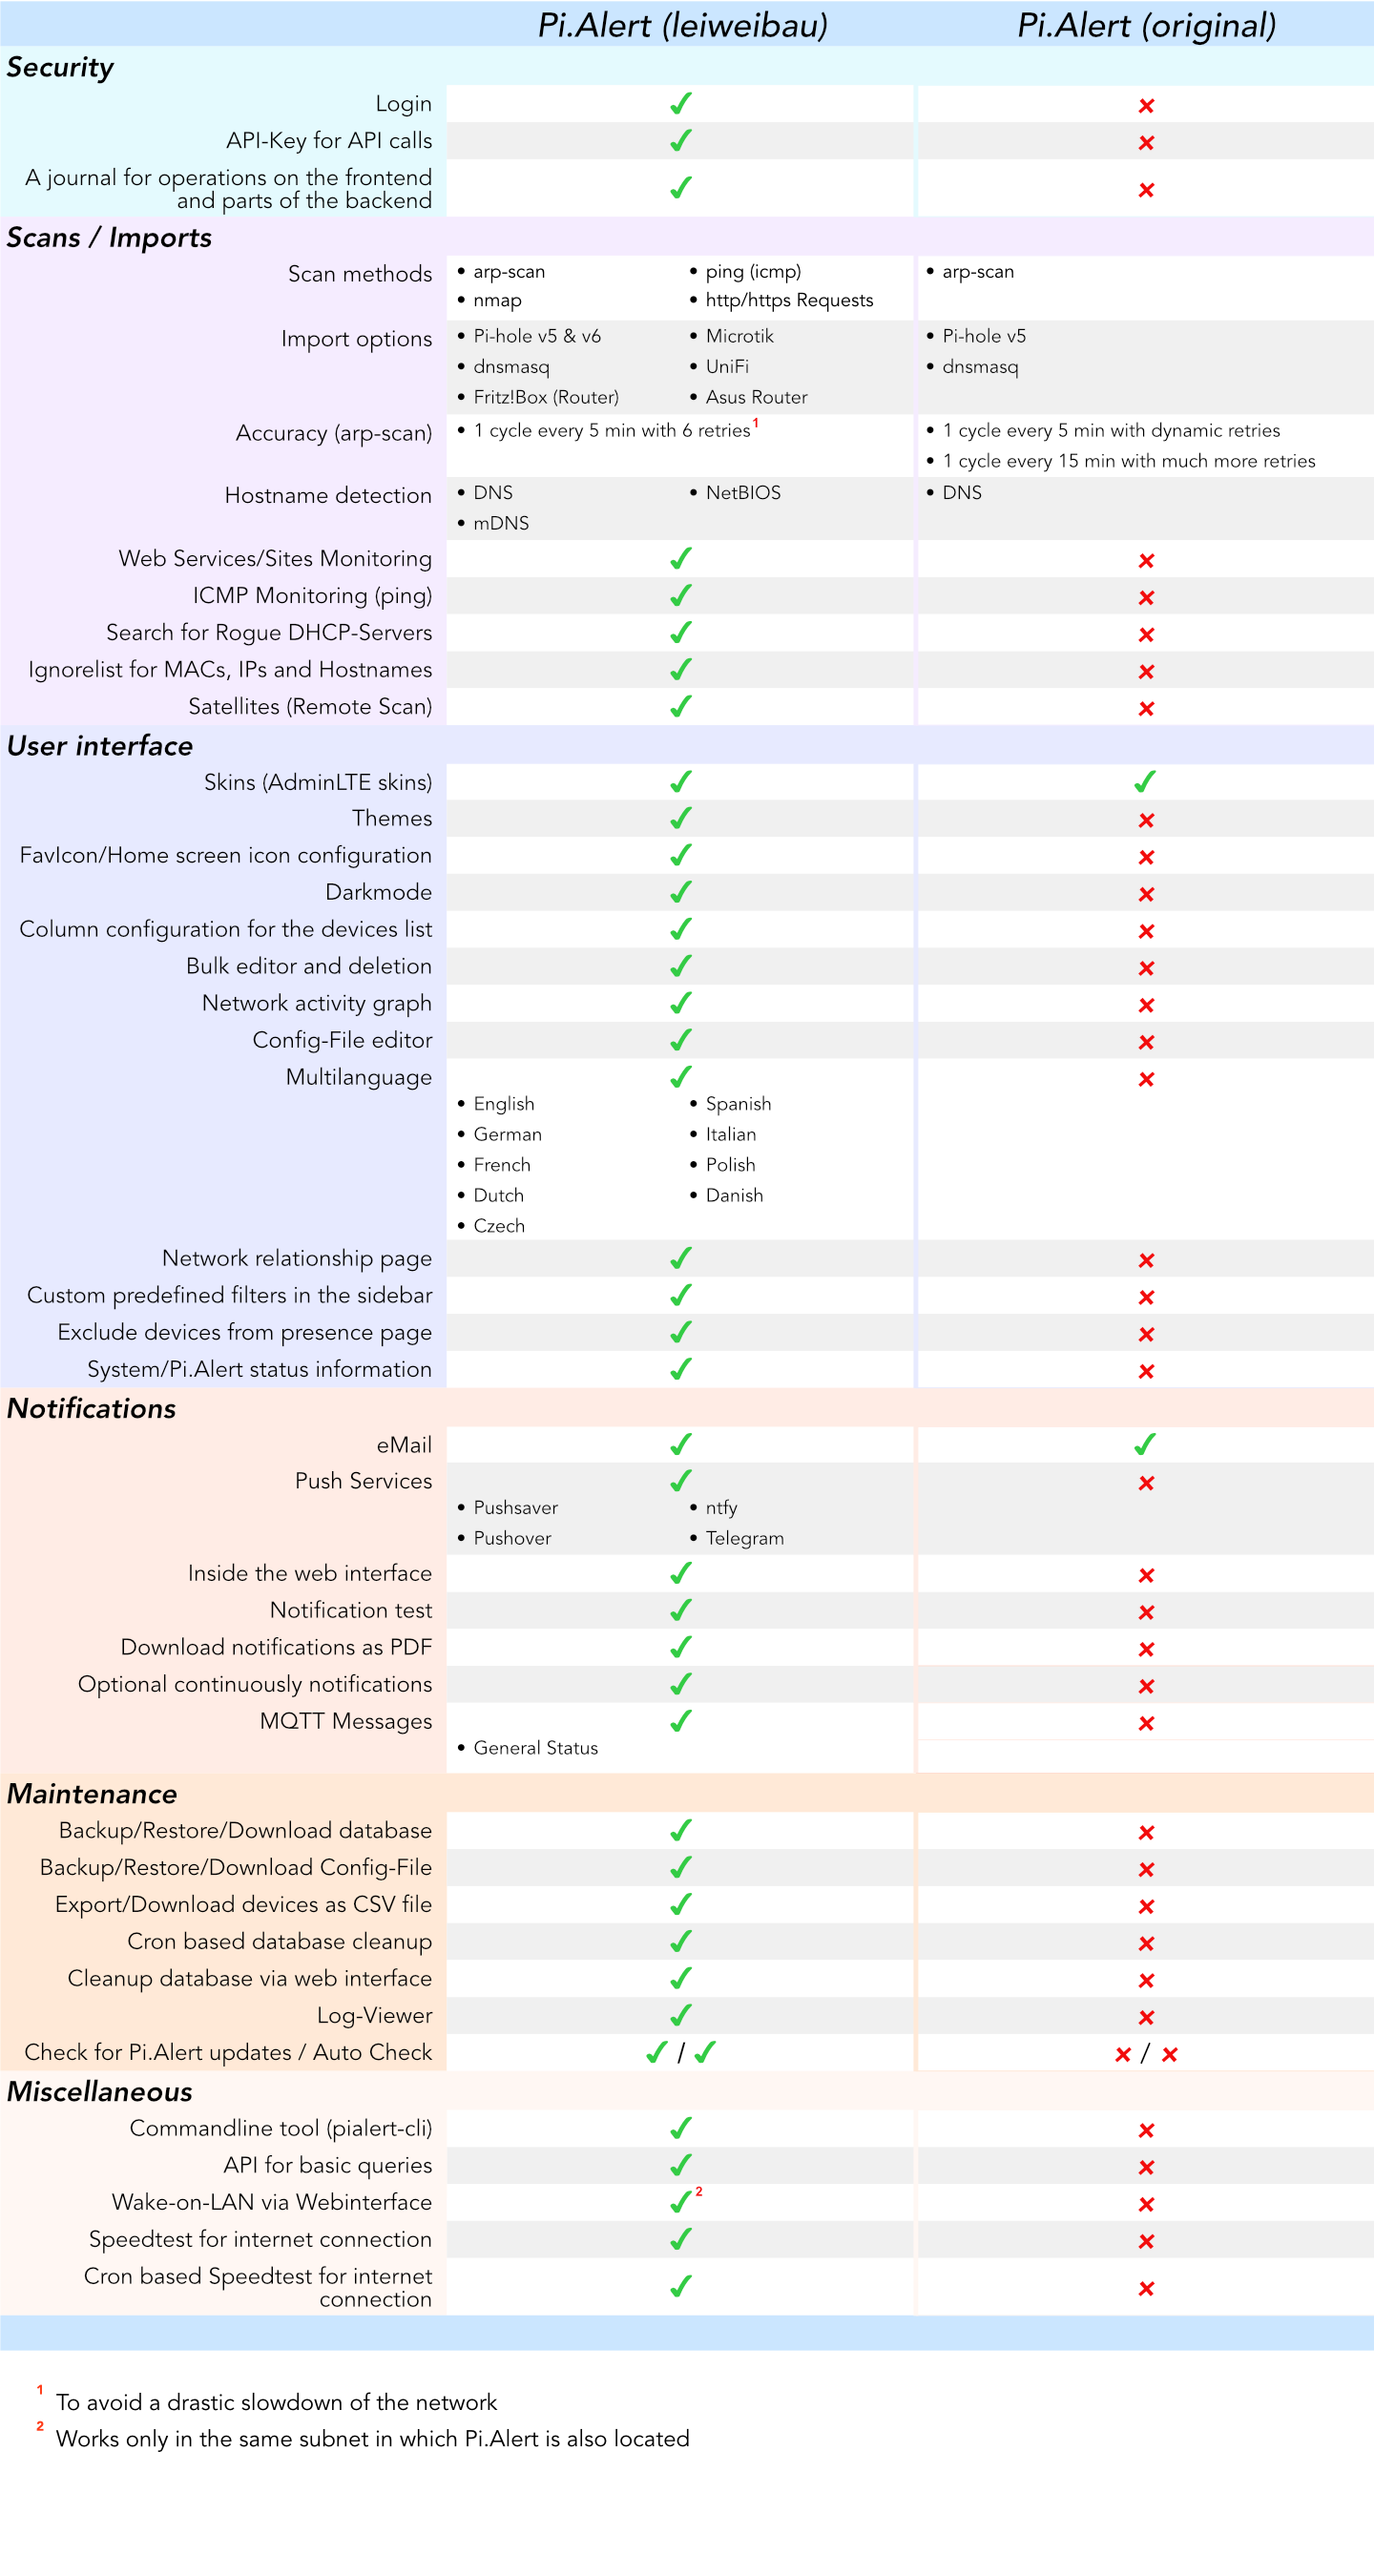 Pi.Alert (leiweibau) Pi.Alert (original)
Security
Login ✓ ×
API-Key for API calls ✓ ×
A journal for operations on the frontend
and parts of the backend ✓ ×
Scans / Imports
Scan methods • arp-scan • ping (icmp) • arp-scan
• nmap • http/https Requests
Import options • Pi-hole v5 & v6 • Microtik • Pi-hole v5
• dnsmasq • UniFi • dnsmasq
• Fritz!Box (Router) • Asus Router
Accuracy (arp-scan) • 1 cycle every 5 min with 6 retries1 • 1 cycle every 5 min with dynamic retries
• 1 cycle every 15 min with much more retries
Hostname detection • DNS • NetBIOS • DNS
• mDNS
Web Services/Sites Monitoring ✓ ×
ICMP Monitoring (ping) ✓ ×
Search for Rogue DHCP-Servers ✓ ×
Ignorelist for MACs, IPs and Hostnames ✓ ×
Satellites (Remote Scan) ✓ ×
User interface
Skins (AdminLTE skins) ✓ ✓
Themes ✓ ×
FavIcon/Home screen icon configuration ✓ ×
Darkmode ✓ ×
Column configuration for the devices list ✓ ×
Bulk editor and deletion ✓ ×
Network activity graph ✓ ×
Config-File editor ✓ ×
Multilanguage ✓ ×
• English • Spanish
• German • Italian
• French • Polish
• Dutch • Danish
• Czech
Network relationship page ✓ ×
Custom predefined filters in the sidebar ✓ ×
Exclude devices from presence page ✓ ×
System/Pi.Alert status information ✓ ×
Notifications
eMail ✓ ✓
Push Services ✓ ×
• Pushsaver • ntfy
• Pushover • Telegram
Inside the web interface ✓ ×
Notification test ✓ ×
Download notifications as PDF ✓ ×
Optional continuously notifications ✓ ×
MQTT Messages ✓ ×
• General Status
Maintenance
Backup/Restore/Download database ✓ ×
Backup/Restore/Download Config-File ✓ ×
Export/Download devices as CSV file ✓ ×
Cron based database cleanup ✓ ×
Cleanup database via web interface ✓ ×
Log-Viewer ✓ ×
Check for Pi.Alert updates / Auto Check ✓ / ✓ × / ×
Miscellaneous
Commandline tool (pialert-cli) ✓ ×
API for basic queries ✓ ×
Wake-on-LAN via Webinterface ✓2 ×
Speedtest for internet connection ✓ ×
Cron based Speedtest for internet
connection ✓ ×
1 To avoid a drastic slowdown of the network
2 Works only in the same subnet in which Pi.Alert is also located